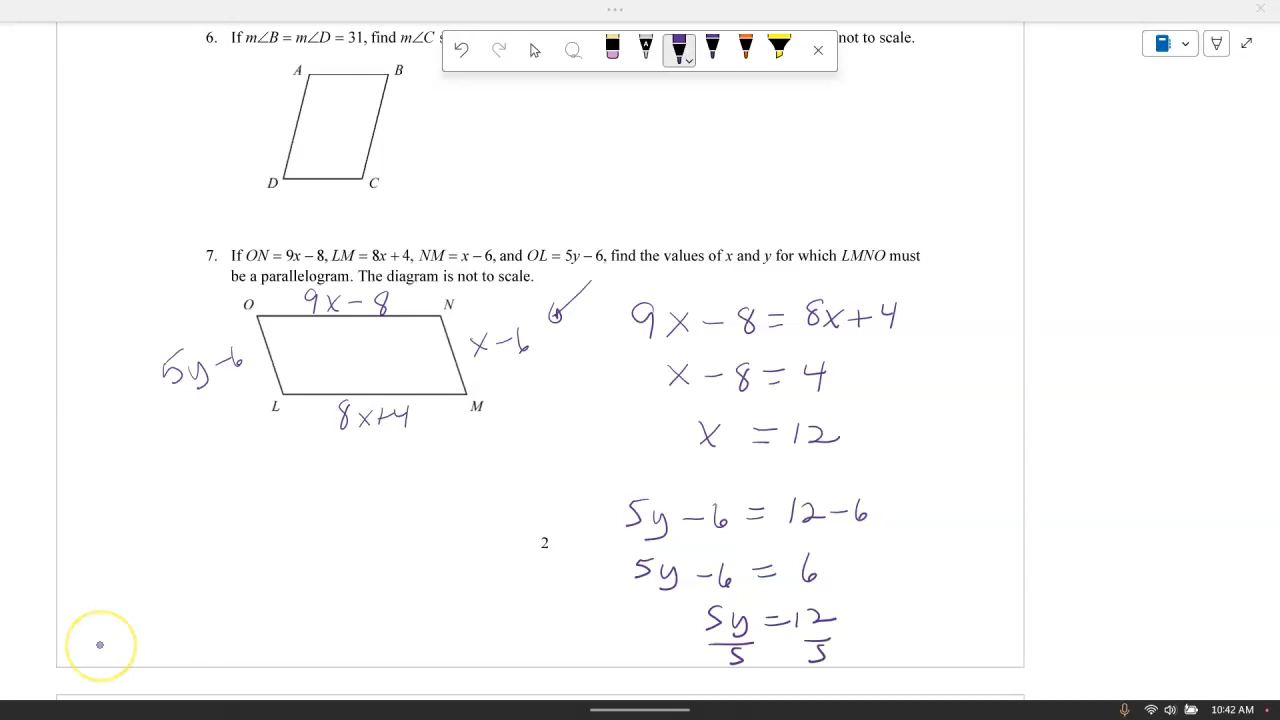 6. If m∠B = m∠D = 31, find m∠C s not to scale.
A
B
D
C
7. If ON = 9x − 8, LM = 8x + 4, NM = x − 6, and OL = 5y − 6, find the values of x and y for which LMNO must
be a parallelogram. The diagram is not to scale.
O 9x − 8 N
5y − 6
x − 6
L
8x+4
M
9x − 8 = 8x + 4
x − 8 = 4
x = 12
5y − 6 = 12 − 6
5y − 6 = 6
5y = 12
5 5
2
10:42 AM